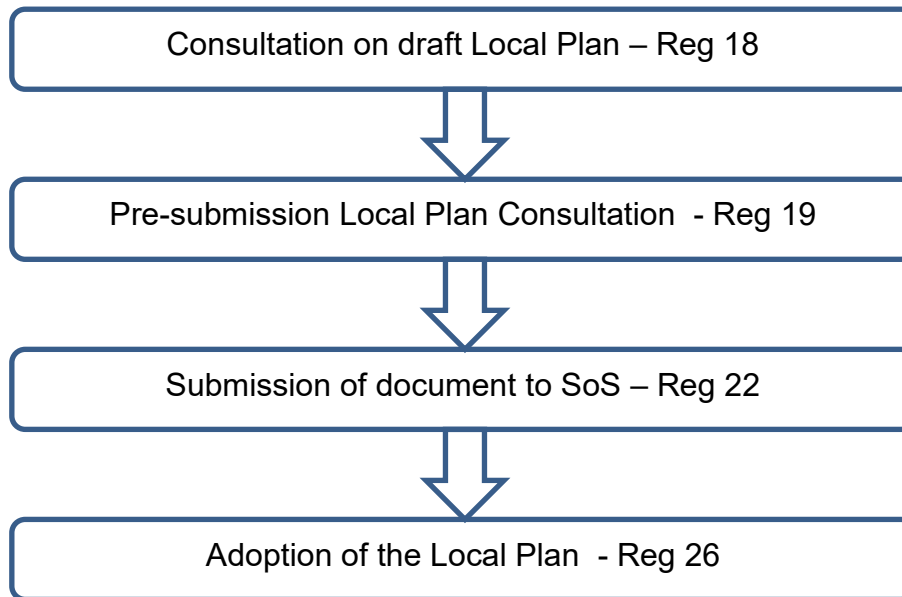 Consultation on draft Local Plan – Reg 18
Pre-submission Local Plan Consultation  - Reg 19
Submission of document to SoS – Reg 22
Adoption of the Local Plan  - Reg 26